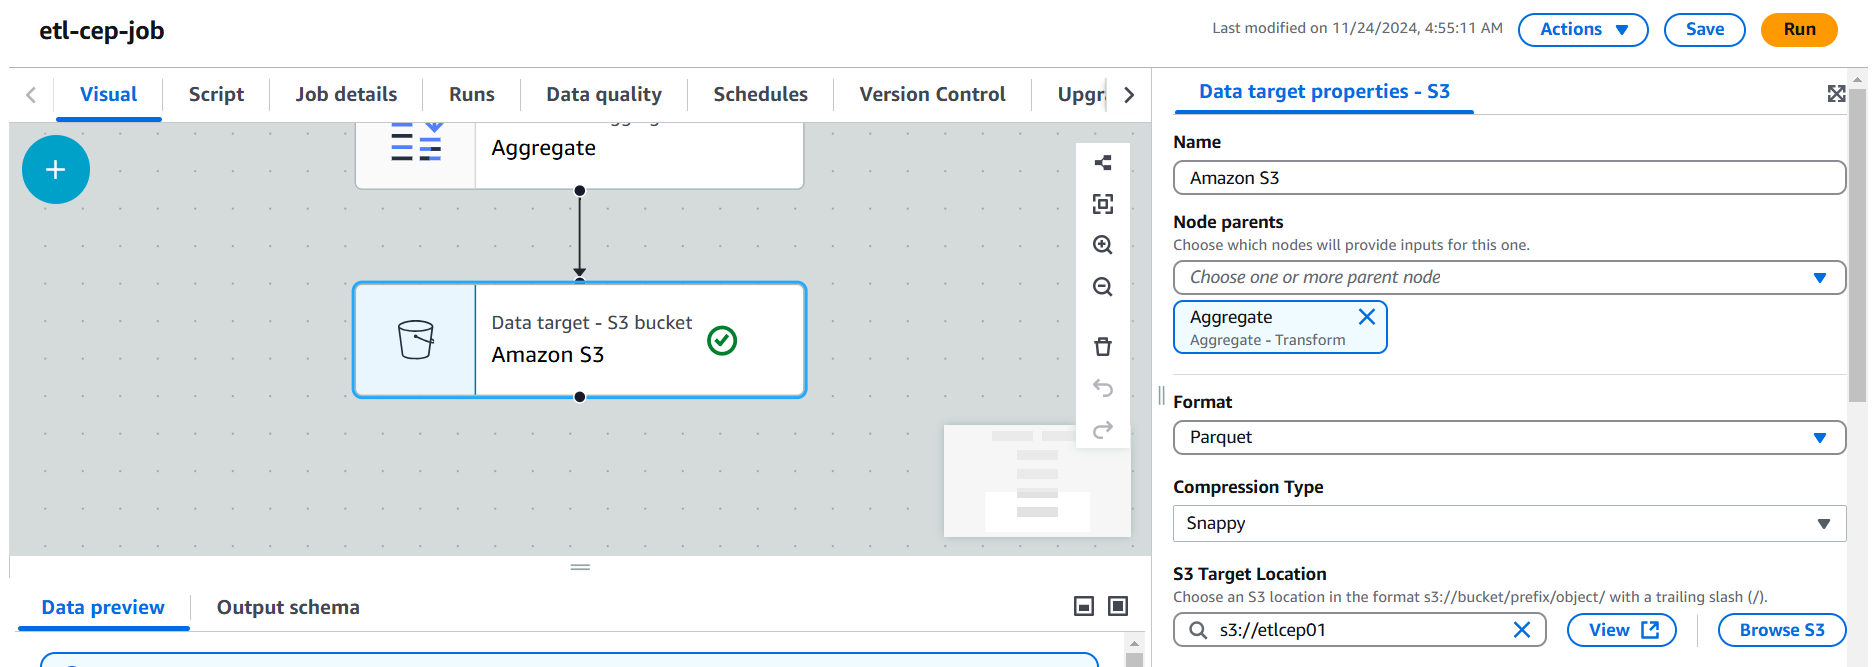 etl-cep-job
Last modified on 11/24/2024, 4:55:11 AM
Actions
Save
Run
Visual
Script
Job details
Runs
Data quality
Schedules
Version Control
Upgr
Data target properties - S3
Aggregate
Data target - S3 bucket
Amazon S3
Name
Amazon S3
Node parents
Choose which nodes will provide inputs for this one.
Choose one or more parent node
Aggregate
Aggregate - Transform
Format
Parquet
Compression Type
Snappy
S3 Target Location
Choose an S3 location in the format s3://bucket/prefix/object/ with a trailing slash (/).
s3://etlcep01
View
Browse S3
Data preview
Output schema